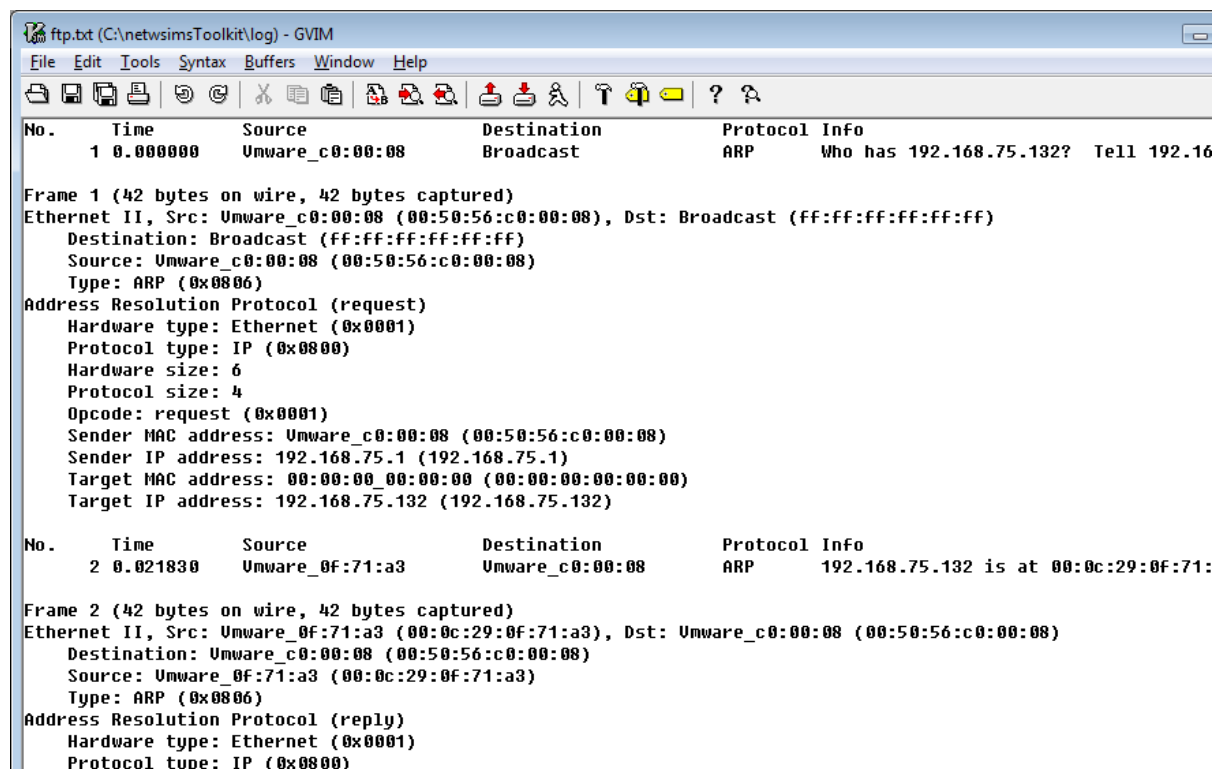 ftp.txt (C:\netwsimsToolkit\log) - GVIM
File Edit Tools Syntax Buffers Window Help
No. Time Source Destination Protocol Info
1 0.000000 Vmware_c0:00:08 Broadcast ARP Who has 192.168.75.132? Tell 192.16
Frame 1 (42 bytes on wire, 42 bytes captured)
Ethernet II, Src: Vmware_c0:00:08 (00:50:56:c0:00:08), Dst: Broadcast (ff:ff:ff:ff:ff:ff)
Destination: Broadcast (ff:ff:ff:ff:ff:ff)
Source: Vmware_c0:00:08 (00:50:56:c0:00:08)
Type: ARP (0x0806)
Address Resolution Protocol (request)
Hardware type: Ethernet (0x0001)
Protocol type: IP (0x0800)
Hardware size: 6
Protocol size: 4
Opcode: request (0x0001)
Sender MAC address: Vmware_c0:00:08 (00:50:56:c0:00:08)
Sender IP address: 192.168.75.1 (192.168.75.1)
Target MAC address: 00:00:00_00:00:00 (00:00:00:00:00:00)
Target IP address: 192.168.75.132 (192.168.75.132)
No. Time Source Destination Protocol Info
2 0.021830 Vmware_0f:71:a3 Vmware_c0:00:08 ARP 192.168.75.132 is at 00:0c:29:0f:71:
Frame 2 (42 bytes on wire, 42 bytes captured)
Ethernet II, Src: Vmware_0f:71:a3 (00:0c:29:0f:71:a3), Dst: Vmware_c0:00:08 (00:50:56:c0:00:08)
Destination: Vmware_c0:00:08 (00:50:56:c0:00:08)
Source: Vmware_0f:71:a3 (00:0c:29:0f:71:a3)
Type: ARP (0x0806)
Address Resolution Protocol (reply)
Hardware type: Ethernet (0x0001)
Protocol type: IP (0x0800)